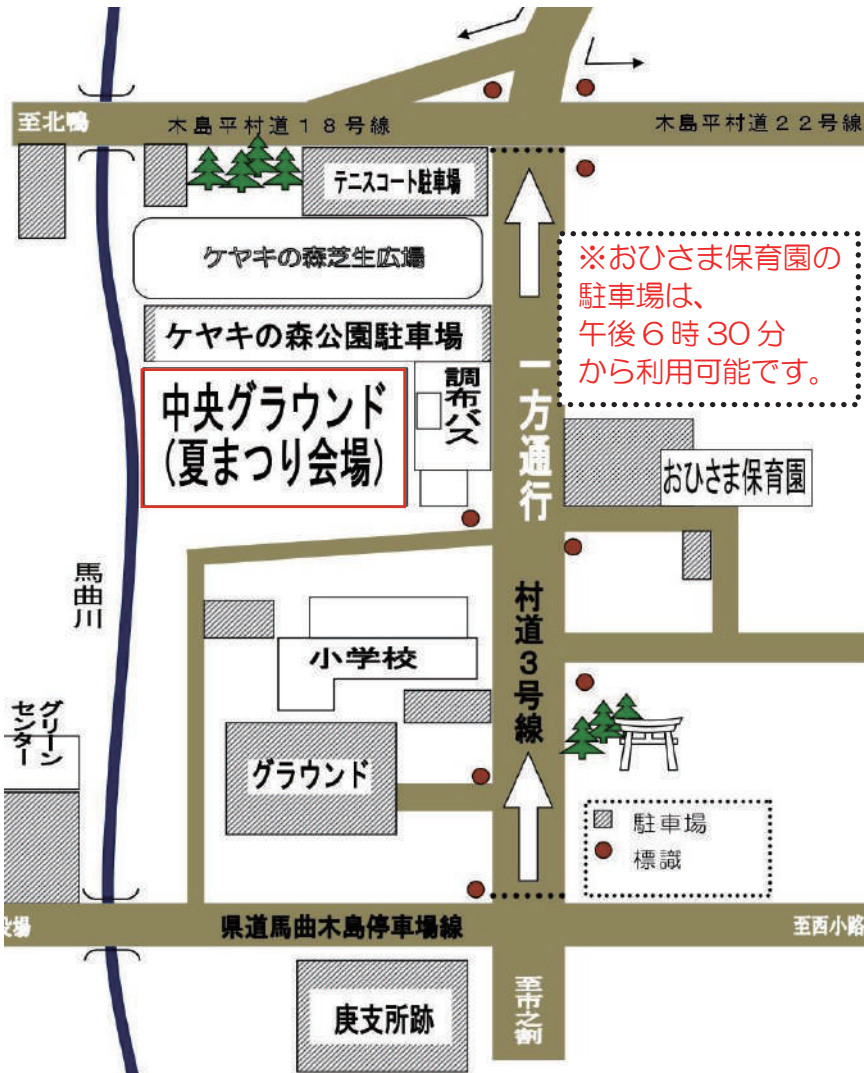 至北鴨
木島平村道18号線
木島平村道22号線
テニスコート駐車場
ケヤキの森芝生広場
※おひさま保育園の
駐車場は、
午後6時30分
から利用可能です。
ケヤキの森公園駐車場
中央グラウンド
(夏まつり会場)
調布バス
一方通行
おひさま保育園
馬曲川
村道3号線
小学校
グリーン
センター
グラウンド
駐車場
標識
役場
県道馬曲木島停車場線
至西小路
至市之割
庚支所跡